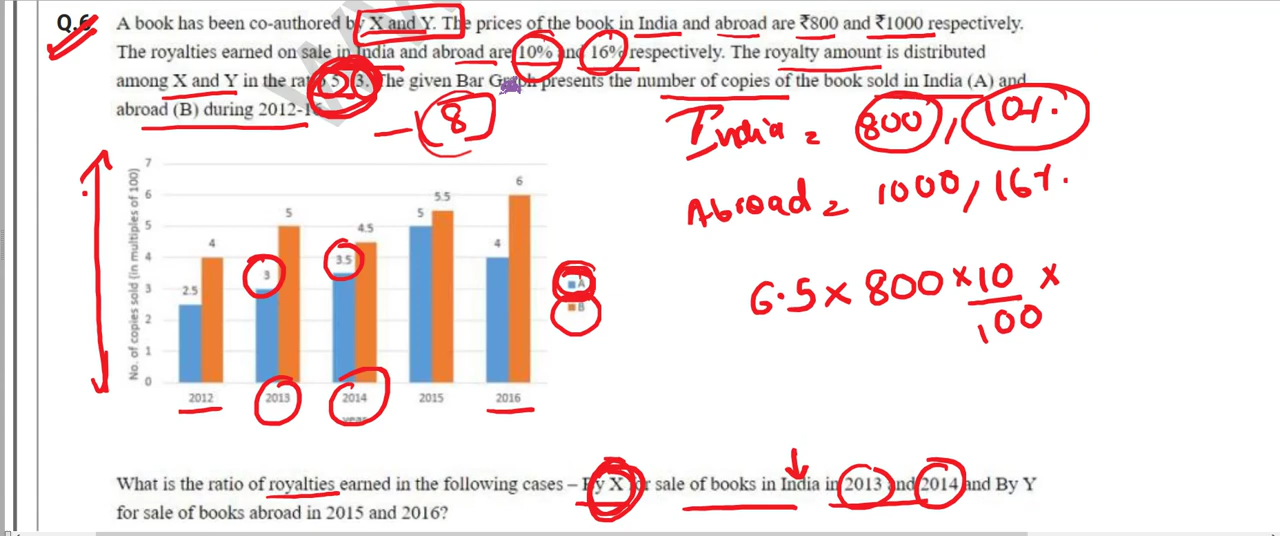 Q.6 A book has been co-authored by X and Y. The prices of the book in India and abroad are ₹800 and ₹1000 respectively.
The royalties earned on sale in India and abroad are 10% and 16% respectively. The royalty amount is distributed
among X and Y in the ratio 5:3. The given Bar Graph presents the number of copies of the book sold in India (A) and
abroad (B) during 2012-16
8
India = 800, 10%.
Abroad = 1000, 16%.
6.5 × 800 × 10 ×
100
No. of copies sold (in multiples of 100)
7
6
5
4
3
2
1
0
2.5 4 3 5 3.5 4.5 5 5.5 4 6
A
B
2012 2013 2014 2015 2016
year
What is the ratio of royalties earned in the following cases – By X for sale of books in India in 2013 and 2014 and By Y
for sale of books abroad in 2015 and 2016?